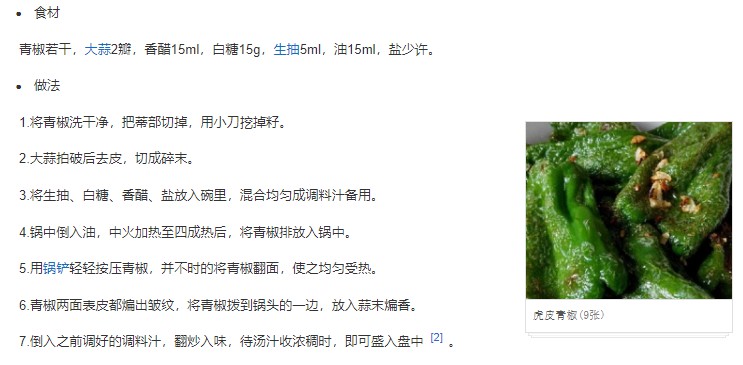 • 食材
青椒若干，大蒜2瓣，香醋15ml，白糖15g，生抽5ml，油15ml，盐少许。
• 做法
1.将青椒洗干净，把蒂部切掉，用小刀挖掉籽。
2.大蒜拍破后去皮，切成碎末。
3.将生抽、白糖、香醋、盐放入碗里，混合均匀成调料汁备用。
4.锅中倒入油，中火加热至四成热后，将青椒排放入锅中。
5.用锅铲轻轻按压青椒，并不时的将青椒翻面，使之均匀受热。
6.青椒两面表皮都煸出皱纹，将青椒拨到锅头的一边，放入蒜末煸香。
7.倒入之前调好的调料汁，翻炒入味，待汤汁收浓稠时，即可盛入盘中 [2] 。
虎皮青椒(9张)